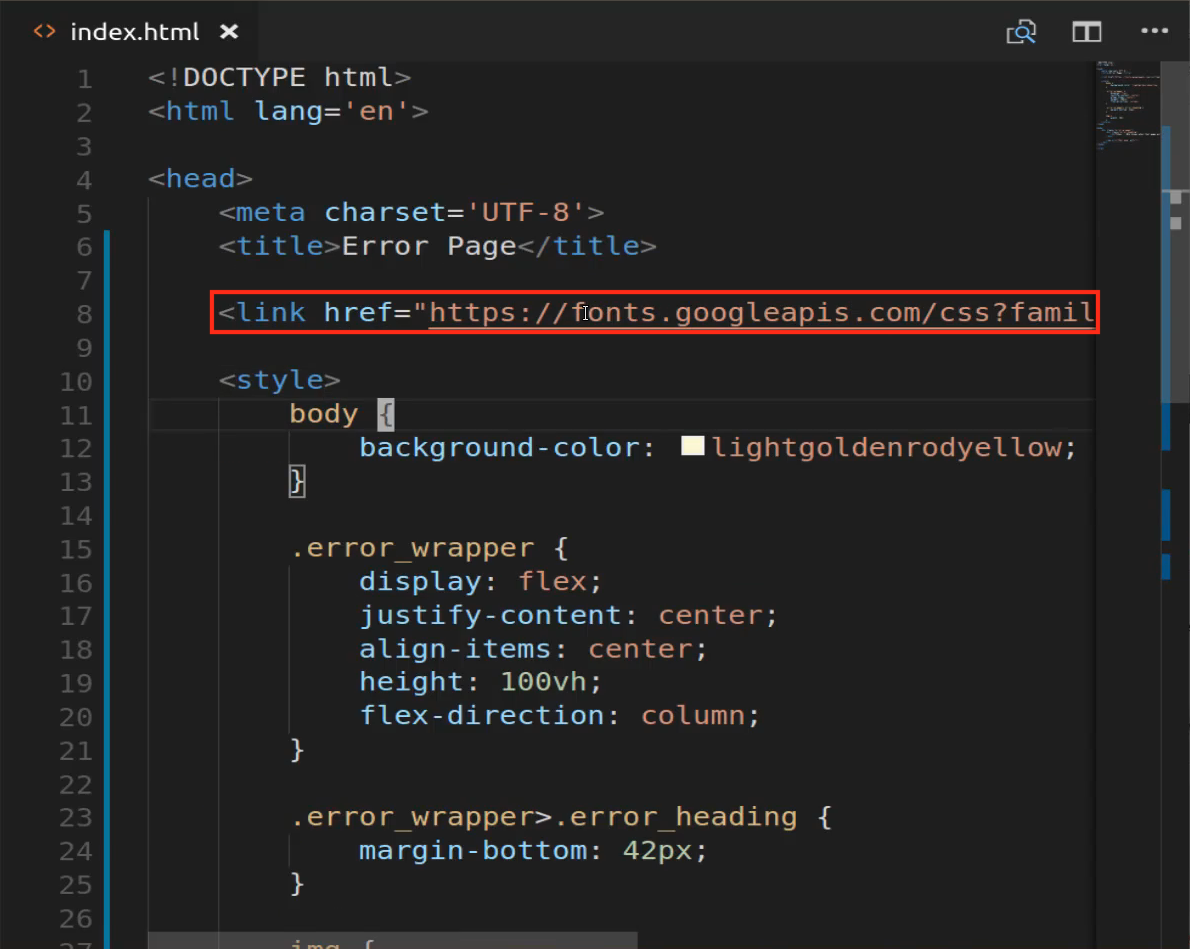 index.html
1 <!DOCTYPE html>
2 <html lang='en'>
3
4 <head>
5 <meta charset='UTF-8'>
6 <title>Error Page</title>
7
8 <link href="https://fonts.googleapis.com/css?famil
9
10 <style>
11 body {
12 background-color: lightgoldenrodyellow;
13 }
14
15 .error_wrapper {
16 display: flex;
17 justify-content: center;
18 align-items: center;
19 height: 100vh;
20 flex-direction: column;
21 }
22
23 .error_wrapper>.error_heading {
24 margin-bottom: 42px;
25 }
26
27 img {